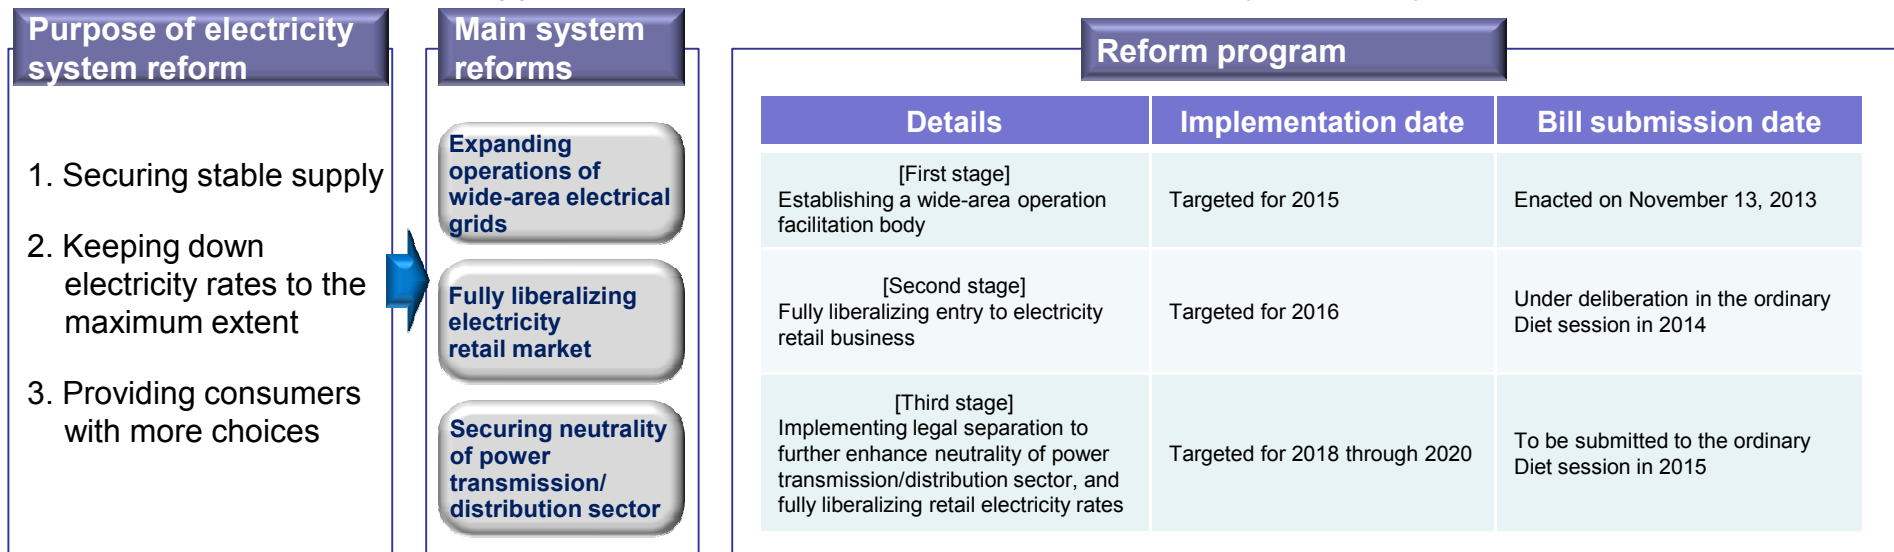 Purpose of electricity
system reform
1. Securing stable supply
2. Keeping down
electricity rates to the
maximum extent
3. Providing consumers
with more choices
Main system
reforms
Expanding
operations of
wide-area electrical
grids
Fully liberalizing
electricity
retail market
Securing neutrality
of power
transmission/
distribution sector
Reform program
Details
Implementation date
Bill submission date
[First stage]
Establishing a wide-area operation
facilitation body
Targeted for 2015
Enacted on November 13, 2013
[Second stage]
Fully liberalizing entry to electricity
retail business
Targeted for 2016
Under deliberation in the ordinary
Diet session in 2014
[Third stage]
Implementing legal separation to
further enhance neutrality of power
transmission/distribution sector, and
fully liberalizing retail electricity rates
Targeted for 2018 through 2020
To be submitted to the ordinary
Diet session in 2015